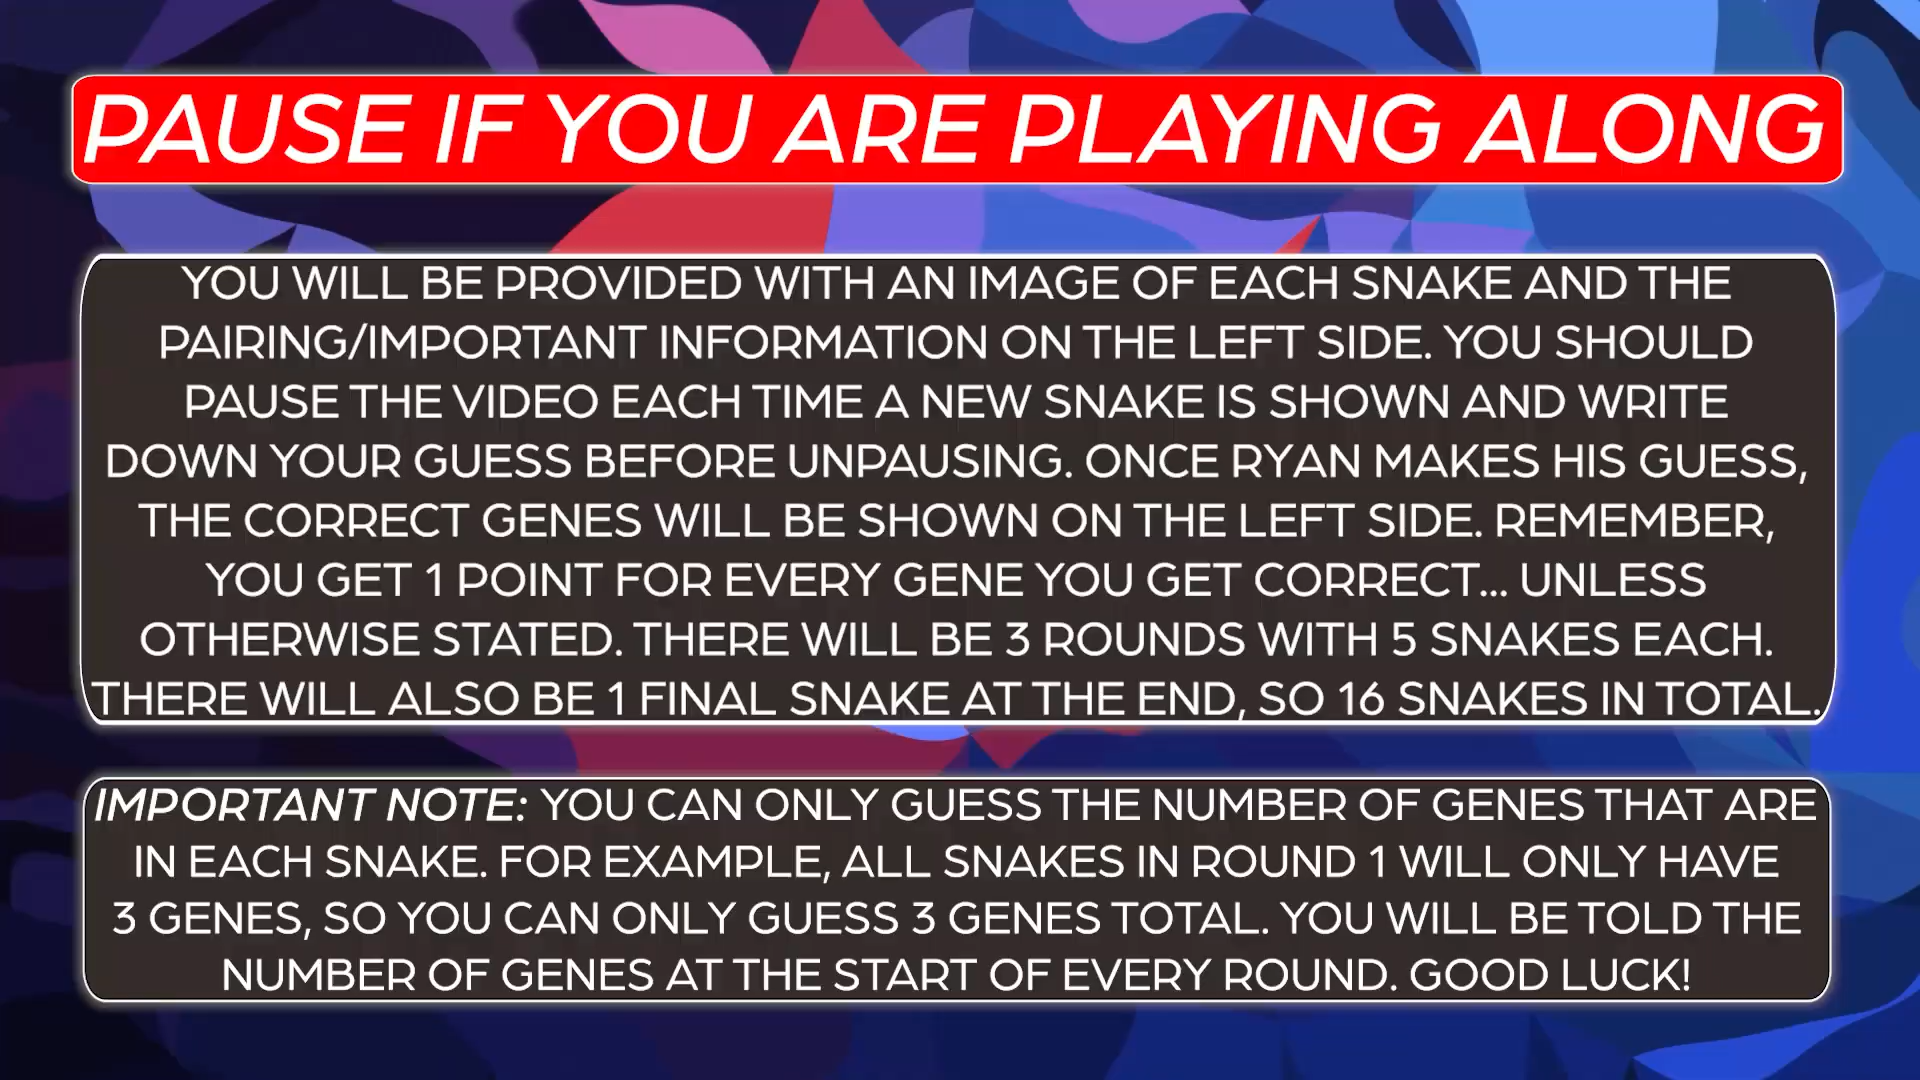 PAUSE IF YOU ARE PLAYING ALONG
YOU WILL BE PROVIDED WITH AN IMAGE OF EACH SNAKE AND THE
PAIRING/IMPORTANT INFORMATION ON THE LEFT SIDE. YOU SHOULD
PAUSE THE VIDEO EACH TIME A NEW SNAKE IS SHOWN AND WRITE
DOWN YOUR GUESS BEFORE UNPAUSING. ONCE RYAN MAKES HIS GUESS,
THE CORRECT GENES WILL BE SHOWN ON THE LEFT SIDE. REMEMBER,
YOU GET 1 POINT FOR EVERY GENE YOU GET CORRECT... UNLESS
OTHERWISE STATED. THERE WILL BE 3 ROUNDS WITH 5 SNAKES EACH.
THERE WILL ALSO BE 1 FINAL SNAKE AT THE END, SO 16 SNAKES IN TOTAL.
IMPORTANT NOTE: YOU CAN ONLY GUESS THE NUMBER OF GENES THAT ARE
IN EACH SNAKE. FOR EXAMPLE, ALL SNAKES IN ROUND 1 WILL ONLY HAVE
3 GENES, SO YOU CAN ONLY GUESS 3 GENES TOTAL. YOU WILL BE TOLD THE
NUMBER OF GENES AT THE START OF EVERY ROUND. GOOD LUCK!